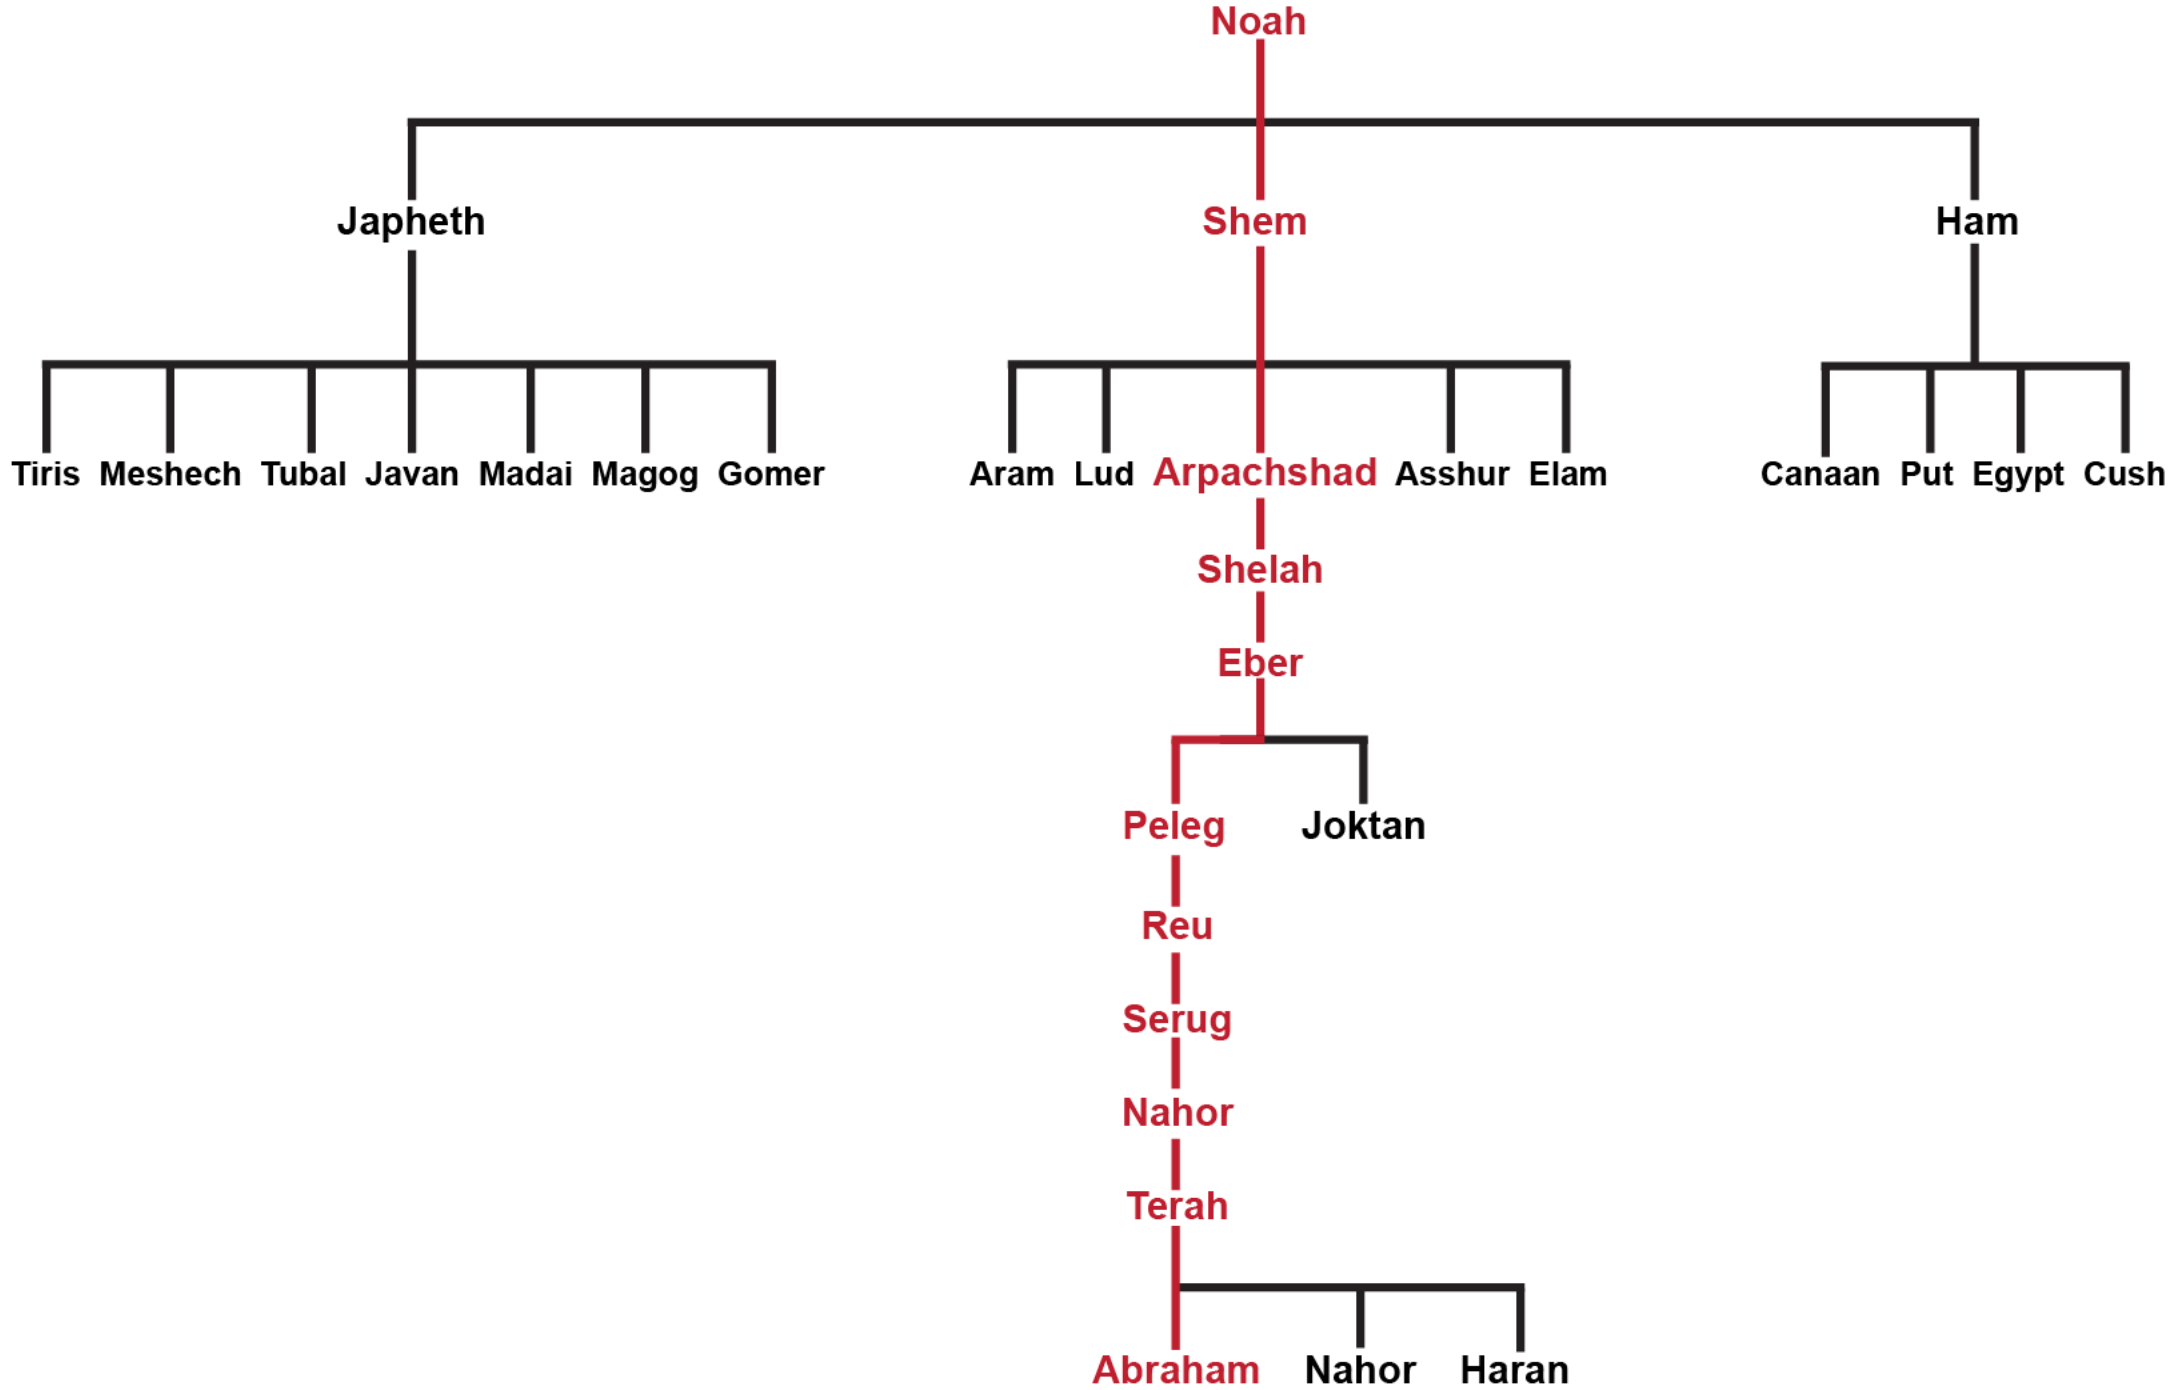 Noah
Japheth Shem Ham
Tiris Meshech Tubal Javan Madai Magog Gomer Aram Lud Arpachshad Asshur Elam Canaan Put Egypt Cush
Shelah
Eber
Peleg Joktan
Reu
Serug
Nahor
Terah
Abraham Nahor Haran